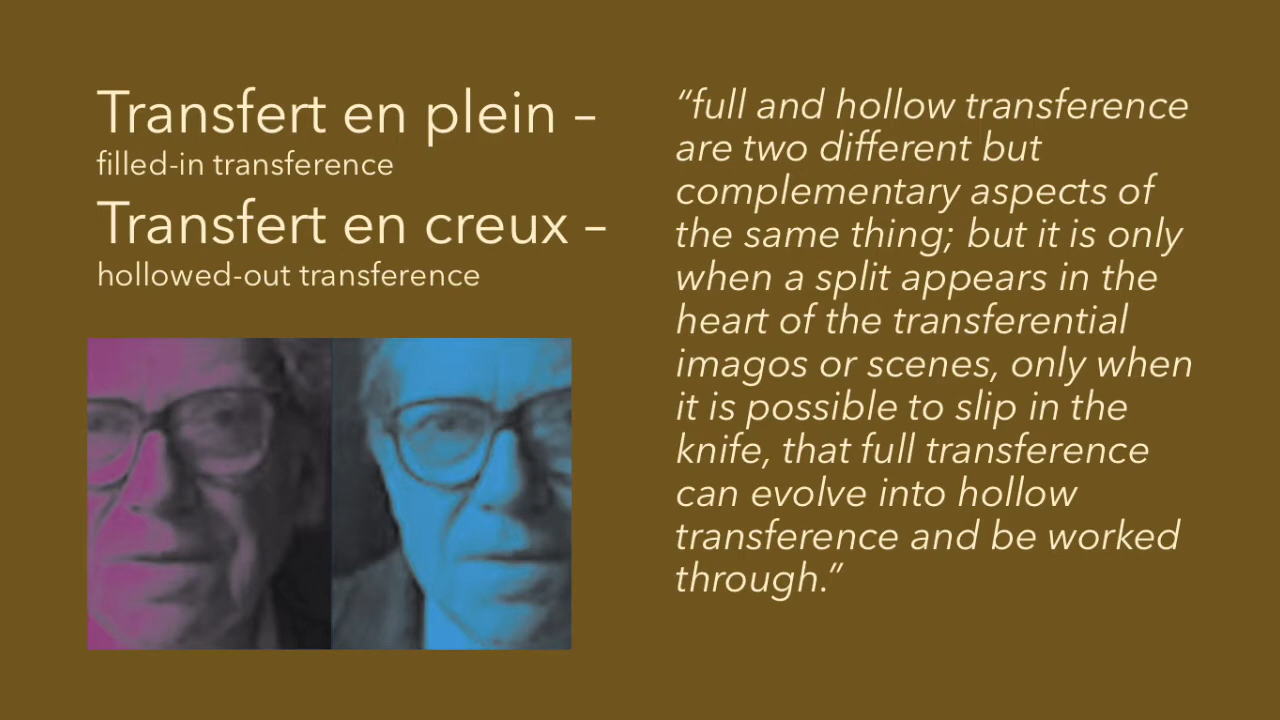 Transfert en plein –
filled-in transference
Transfert en creux –
hollowed-out transference
“full and hollow transference
are two different but
complementary aspects of
the same thing; but it is only
when a split appears in the
heart of the transferential
imagos or scenes, only when
it is possible to slip in the
knife, that full transference
can evolve into hollow
transference and be worked
through.”